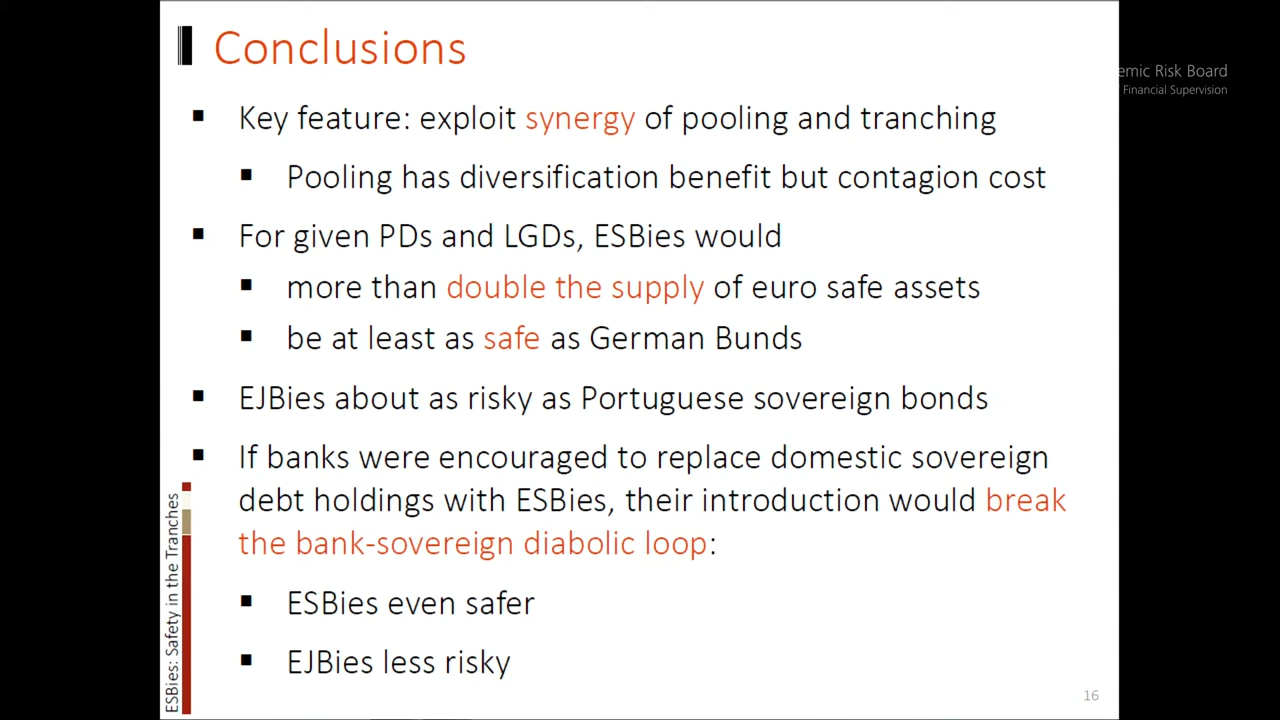 Conclusions
emic Risk Board
Financial Supervision
▪ Key feature: exploit synergy of pooling and tranching
▪ Pooling has diversification benefit but contagion cost
▪ For given PDs and LGDs, ESBies would
▪ more than double the supply of euro safe assets
▪ be at least as safe as German Bunds
▪ EJBies about as risky as Portuguese sovereign bonds
▪ If banks were encouraged to replace domestic sovereign
debt holdings with ESBies, their introduction would break
the bank-sovereign diabolic loop:
▪ ESBies even safer
▪ EJBies less risky
ESBies: Safety in the Tranches
16